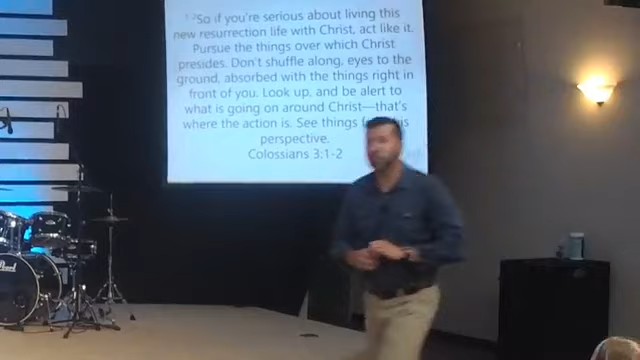 1-2So if you're serious about living this
new resurrection life with Christ, act like it.
Pursue the things over which Christ
presides. Don't shuffle along, eyes to the
ground, absorbed with the things right in
front of you. Look up, and be alert to
what is going on around Christ—that's
where the action is. See things
perspective.
Colossians 3:1-2
Pearl